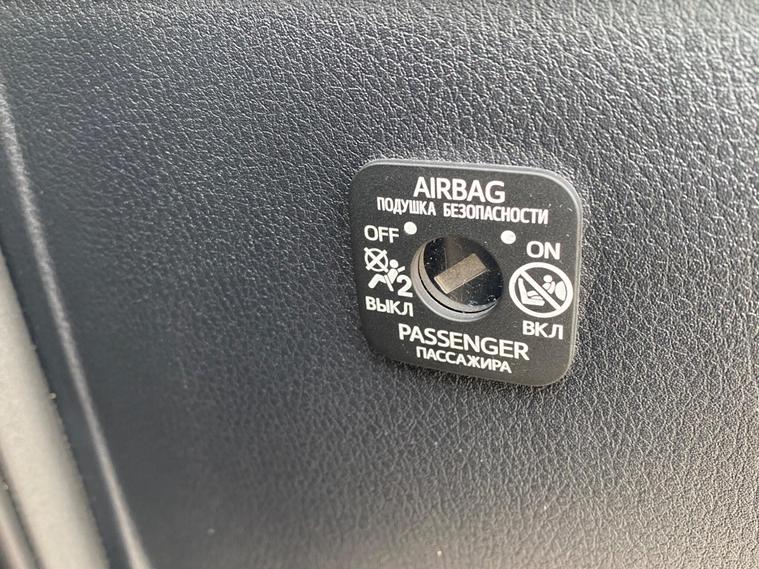 AIRBAG
ПОДУШКА БЕЗОПАСНОСТИ
OFF
ON
2
ВЫКЛ
ВКЛ
PASSENGER
ПАССАЖИРА